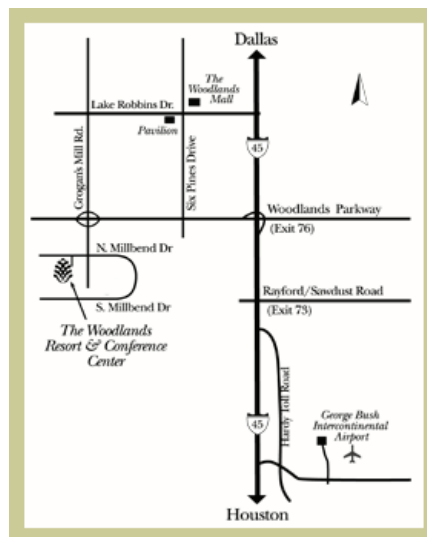 Dallas
The
Woodlands
Mall
Lake Robbins Dr.
Pavilion
Grogan's Mill Rd.
Six Pines Drive
45
Woodlands Parkway
(Exit 76)
N. Millbend Dr
S. Millbend Dr
Rayford/Sawdust Road
(Exit 73)
The Woodlands
Resort & Conference
Center
Hardy Toll Road
45
George Bush
Intercontinental
Airport
Houston